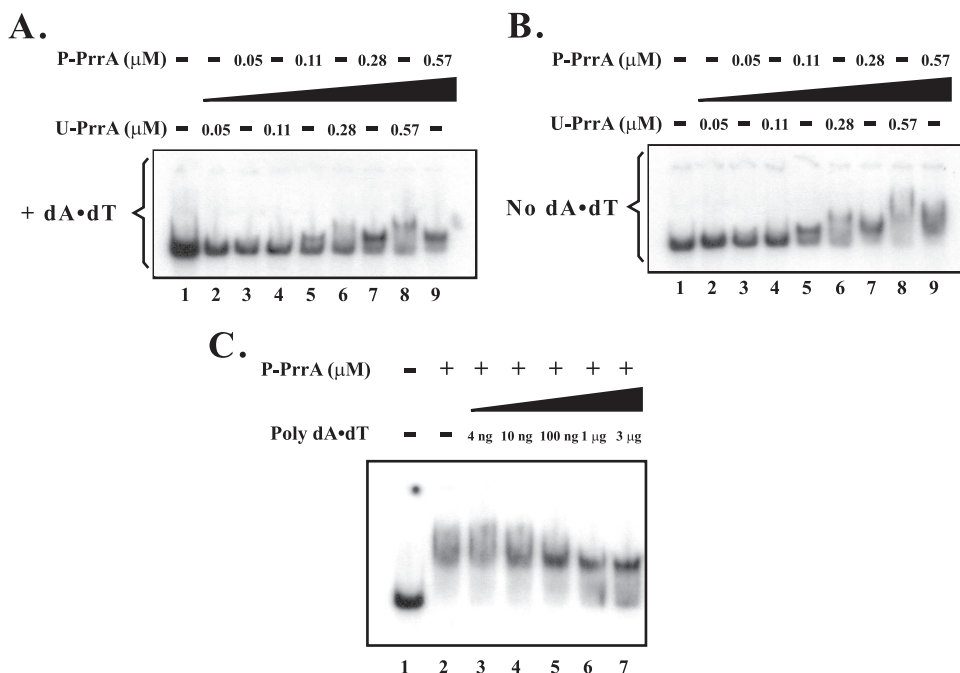 A.
P-PrrA (μM) – – 0.05 – 0.11 – 0.28 – 0.57
U-PrrA (μM) – 0.05 – 0.11 – 0.28 – 0.57 –
+ dA•dT
1 2 3 4 5 6 7 8 9
B.
P-PrrA (μM) – – 0.05 – 0.11 – 0.28 – 0.57
U-PrrA (μM) – 0.05 – 0.11 – 0.28 – 0.57 –
No dA•dT
1 2 3 4 5 6 7 8 9
C.
P-PrrA (μM) – + + + + + +
Poly dA•dT – – 4 ng 10 ng 100 ng 1 μg 3 μg
1 2 3 4 5 6 7